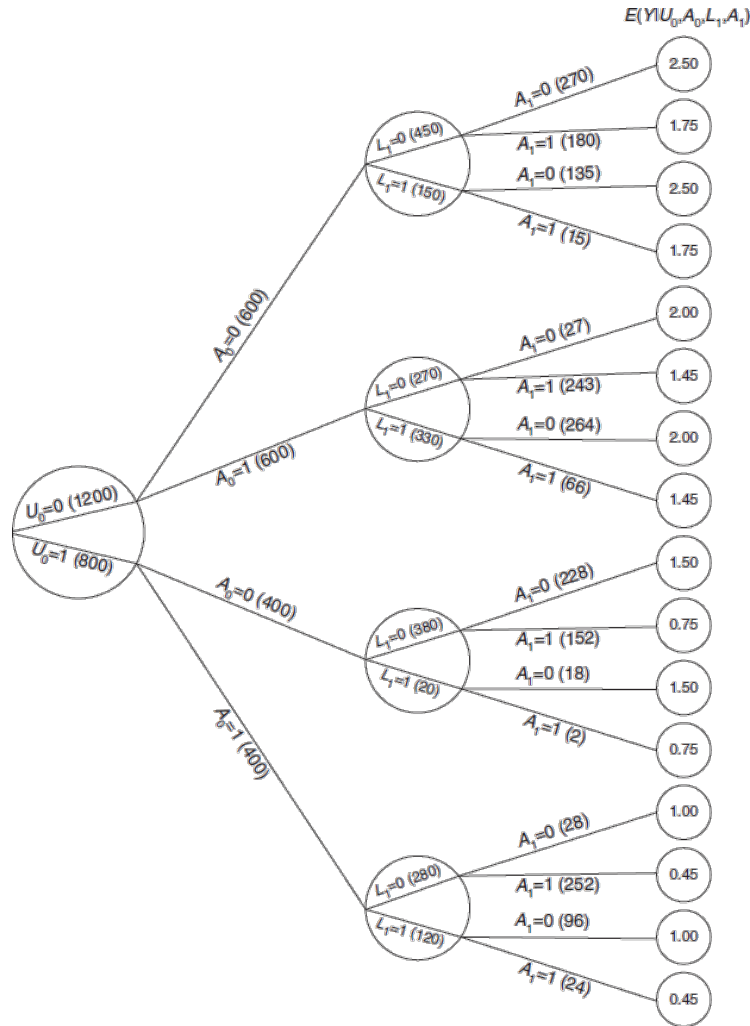 E(Y|U₀,A₀,L₁,A₁)
A₁=0 (270)
2.50
L₁=0 (450)
A₁=1 (180)
1.75
L₁=1 (150)
A₁=0 (135)
2.50
A₁=1 (15)
1.75
A₀=0 (600)
A₁=0 (27)
2.00
L₁=0 (270)
A₁=1 (243)
1.45
L₁=1 (330)
A₁=0 (264)
2.00
A₀=1 (600)
A₁=1 (66)
1.45
U₀=0 (1200)
U₀=1 (800)
A₁=0 (228)
1.50
A₀=0 (400)
L₁=0 (380)
A₁=1 (152)
0.75
L₁=1 (20)
A₁=0 (18)
1.50
A₁=1 (2)
0.75
A₀=1 (400)
A₁=0 (28)
1.00
L₁=0 (280)
A₁=1 (252)
0.45
L₁=1 (120)
A₁=0 (96)
1.00
A₁=1 (24)
0.45